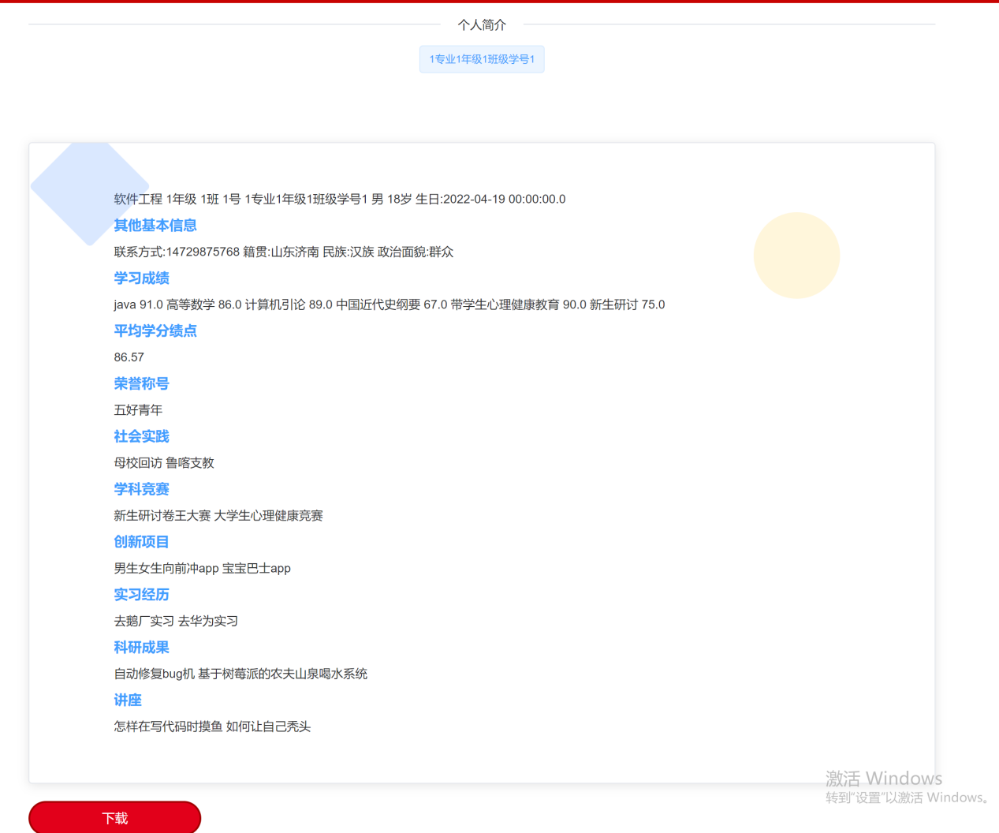 个人简介
1专业1年级1班级学号1
软件工程 1年级 1班 1号 1专业1年级1班级学号1 男 18岁 生日:2022-04-19 00:00:00.0
其他基本信息
联系方式:14729875768 籍贯:山东济南 民族:汉族 政治面貌:群众
学习成绩
java 91.0 高等数学 86.0 计算机引论 89.0 中国近代史纲要 67.0 带学生心理健康教育 90.0 新生研讨 75.0
平均学分绩点
86.57
荣誉称号
五好青年
社会实践
母校回访 鲁喀支教
学科竞赛
新生研讨卷王大赛 大学生心理健康竞赛
创新项目
男生女生向前冲app 宝宝巴士app
实习经历
去鹅厂实习 去华为实习
科研成果
自动修复bug机 基于树莓派的农夫山泉喝水系统
讲座
怎样在写代码时摸鱼 如何让自己秃头
激活 Windows
转到"设置"以激活 Windows。
下载